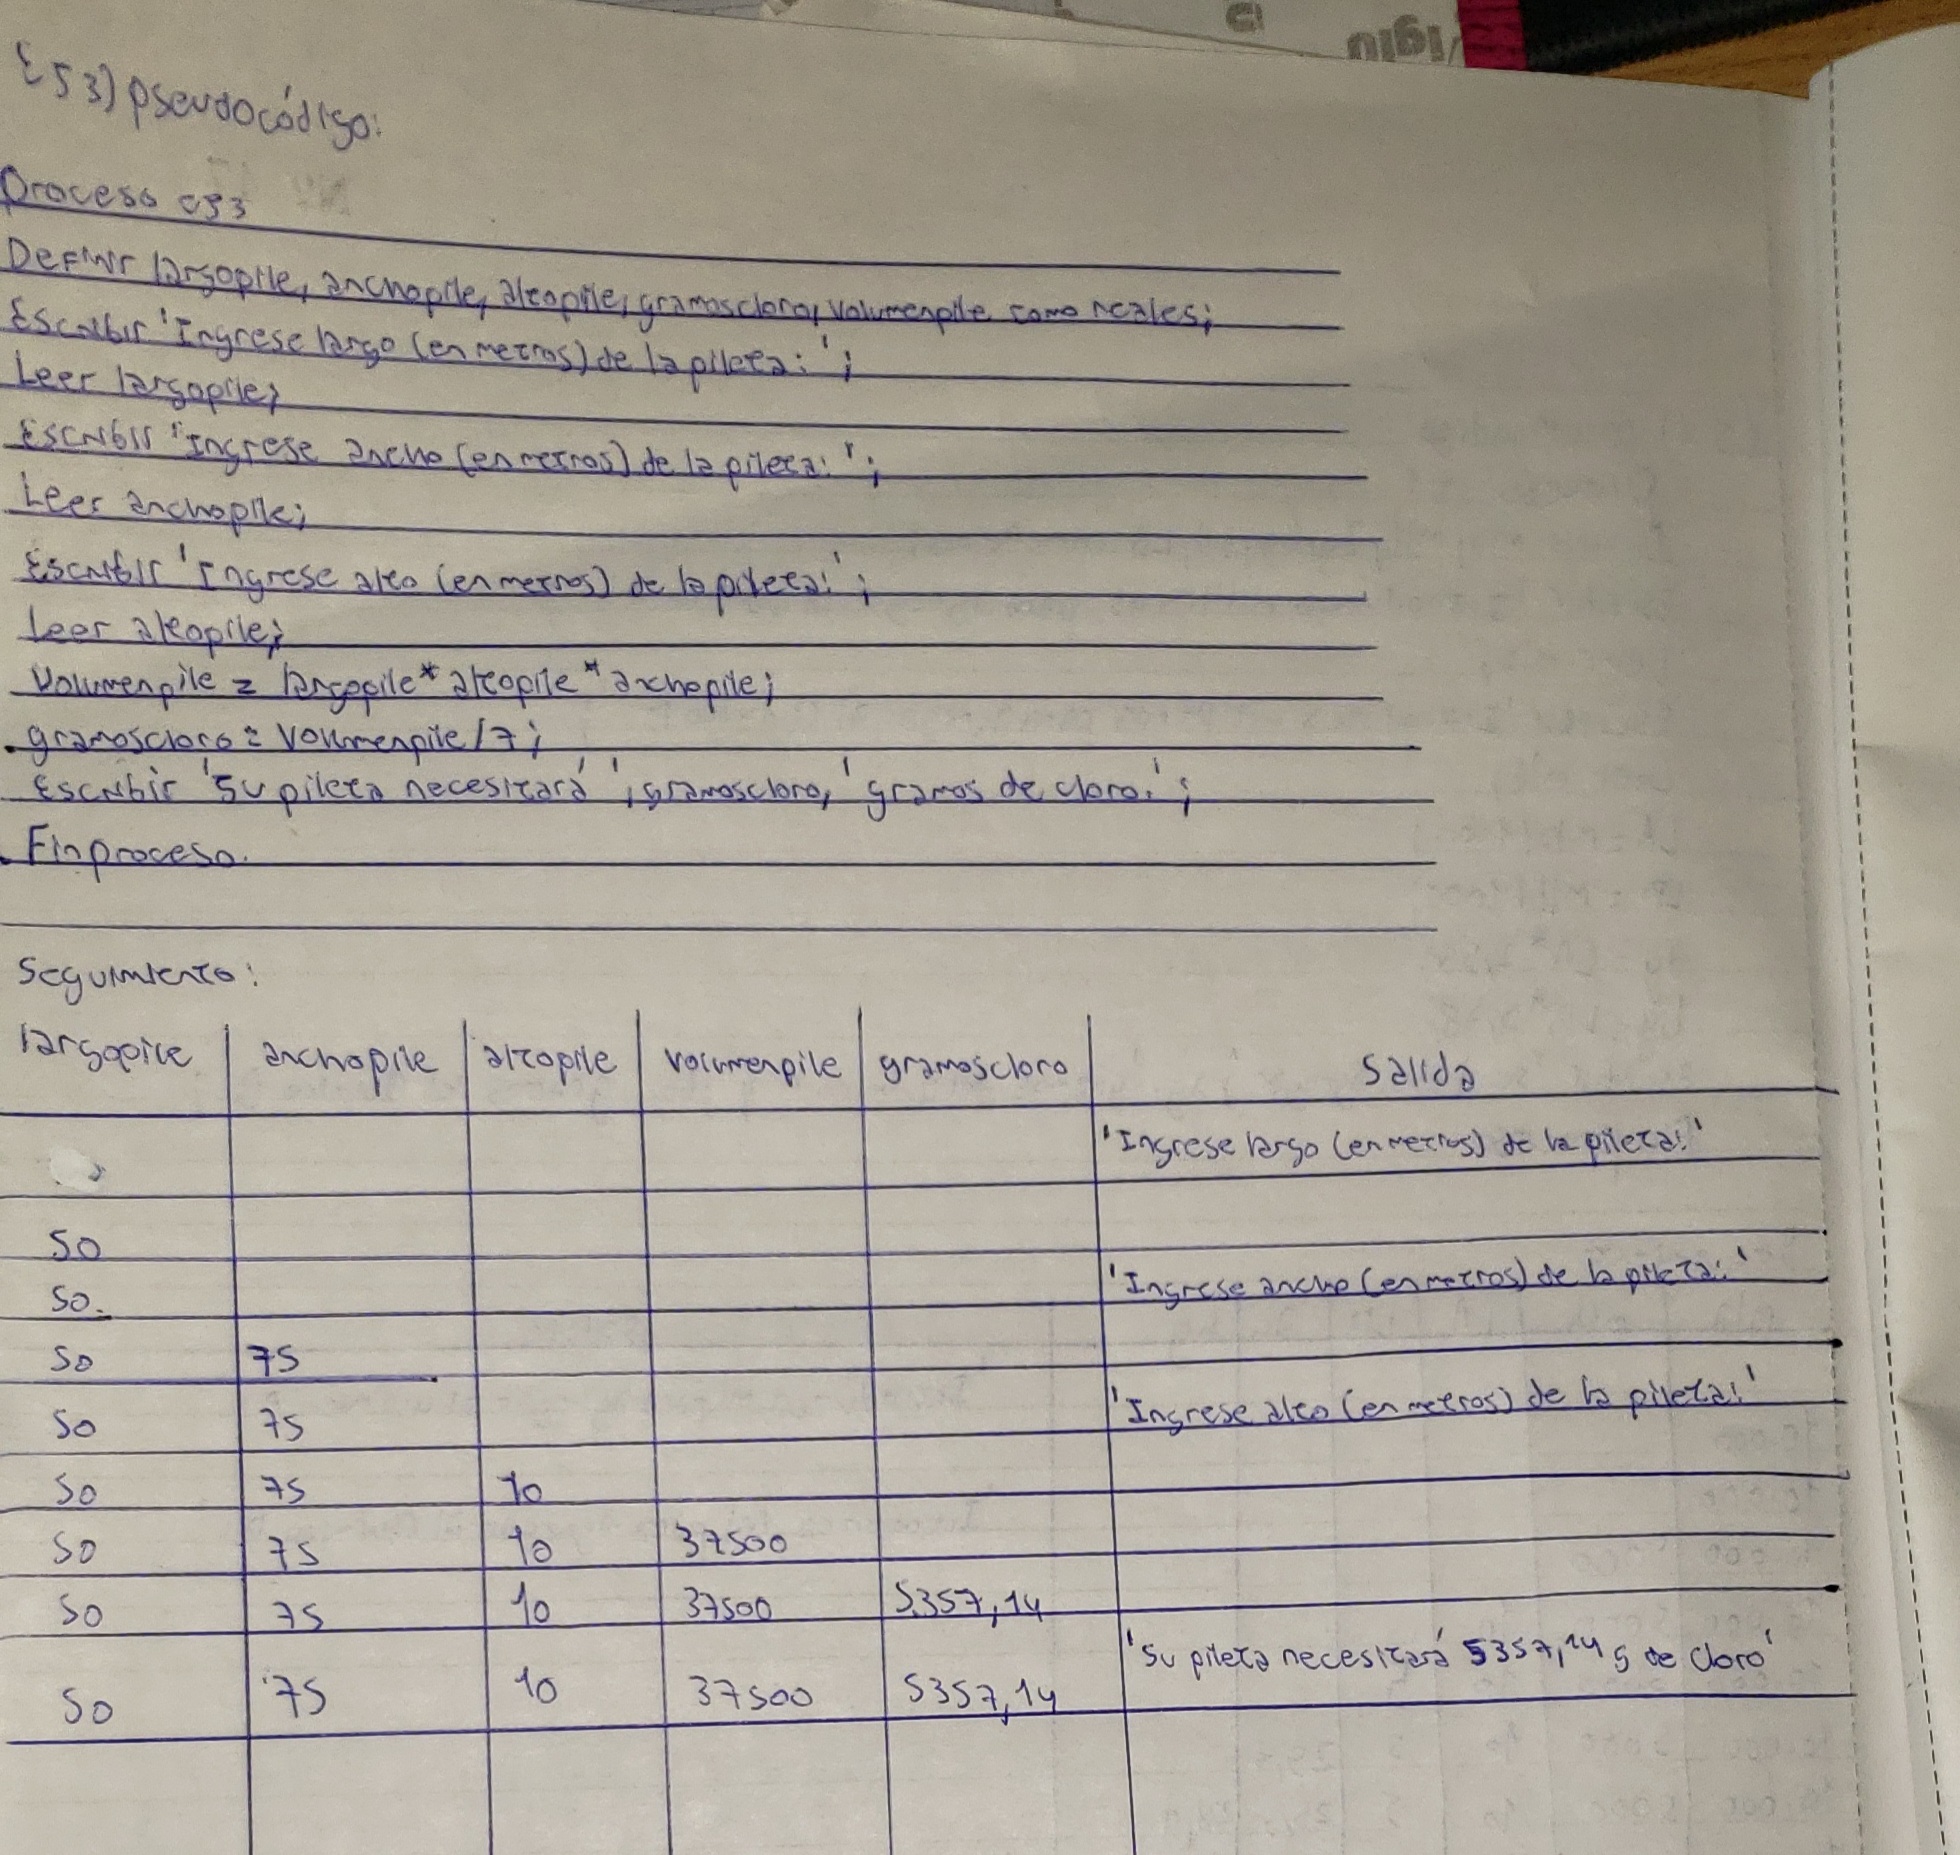 E53) pseudocódigo:
Proceso e53
Definir largopile, anchopile, altopile, gramoscloro, volumenpile como reales;
Escribir 'Ingrese largo (en metros) de la pileta: ';
Leer largopile;
Escribir 'Ingrese ancho (en metros) de la pileta: ';
Leer anchopile;
Escribir 'Ingrese alto (en metros) de la pileta: ';
Leer altopile;
Volumenpile = largopile * altopile * achopile;
gramoscloro = volumenpile / 7;
Escribir 'Su pileta necesitará ', gramoscloro, ' gramos de cloro.';
Finproceso.
Seguimiento:
largopile anchopile altopile volumenpile gramoscloro Salida
'Ingrese largo (en metros) de la pileta: '
50
50 'Ingrese ancho (en metros) de la pileta: '
50 75
50 75 'Ingrese alto (en metros) de la pileta: '
50 75 10
50 75 10 37500
50 75 10 37500 5357,14
50 75 10 37500 5357,14 'Su pileta necesitará 5357,14 g de cloro'